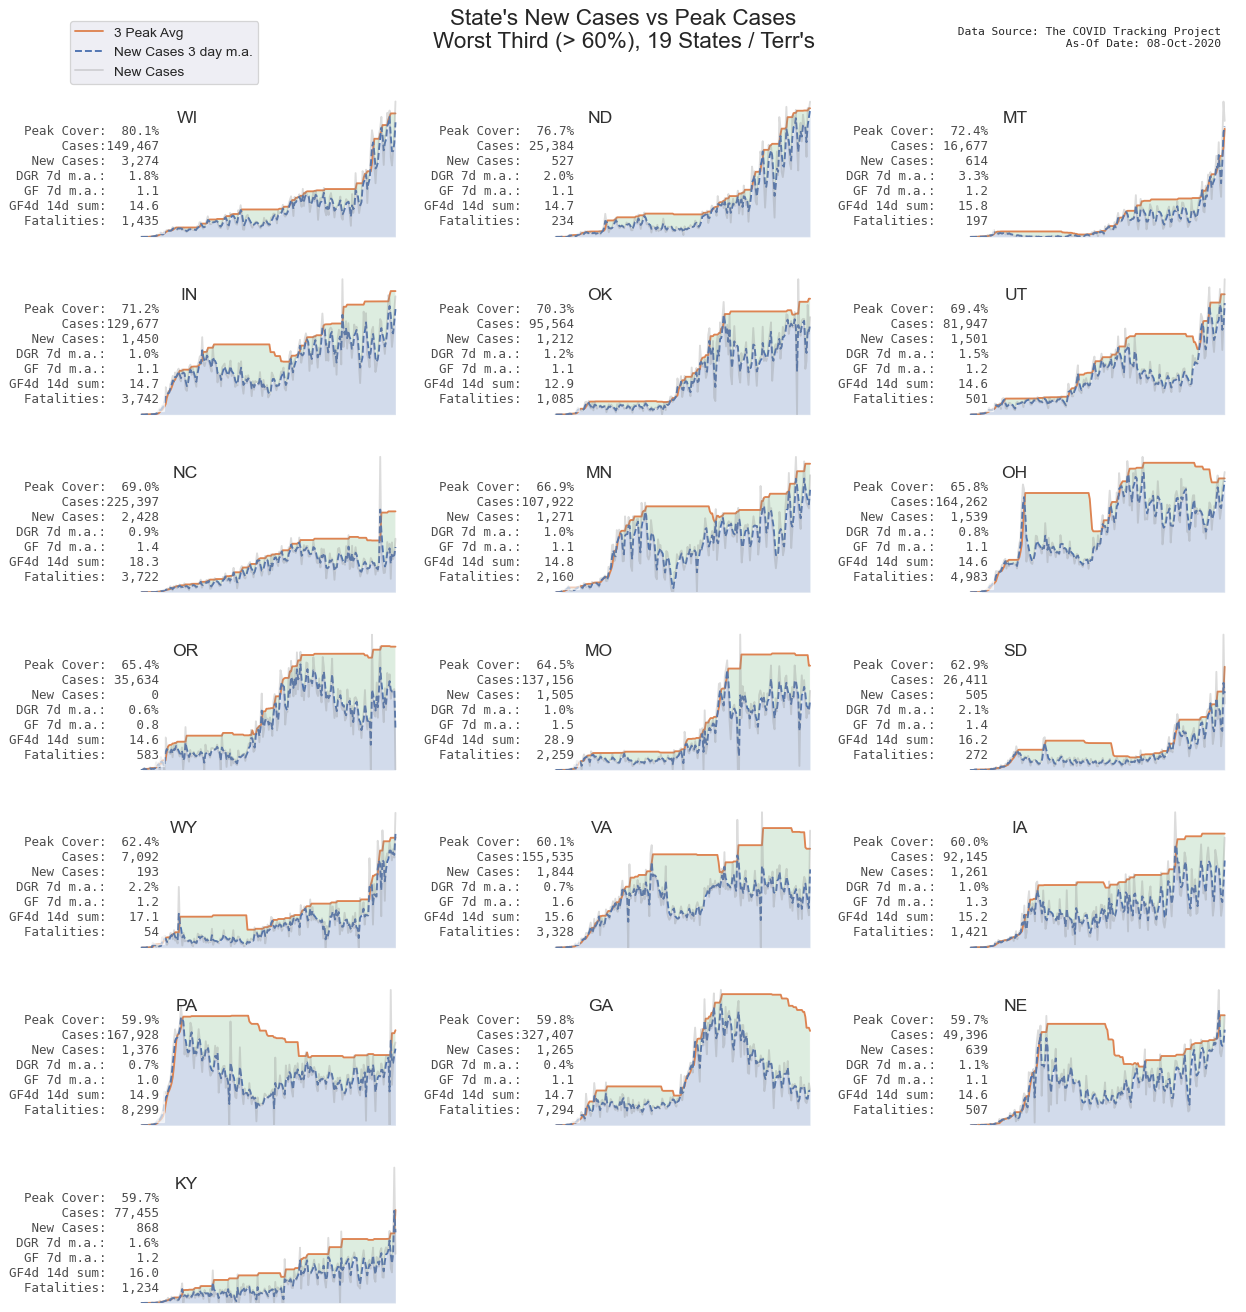 State's New Cases vs Peak Cases
Worst Third (> 60%), 19 States / Terr's
3 Peak Avg
New Cases 3 day m.a.
New Cases
Data Source: The COVID Tracking Project
As-Of Date: 08-Oct-2020
WI
Peak Cover: 80.1%
Cases:149,467
New Cases: 3,274
DGR 7d m.a.: 1.8%
GF 7d m.a.: 1.1
GF4d 14d sum: 14.6
Fatalities: 1,435
ND
Peak Cover: 76.7%
Cases: 25,384
New Cases: 527
DGR 7d m.a.: 2.0%
GF 7d m.a.: 1.1
GF4d 14d sum: 14.7
Fatalities: 234
MT
Peak Cover: 72.4%
Cases: 16,677
New Cases: 614
DGR 7d m.a.: 3.3%
GF 7d m.a.: 1.2
GF4d 14d sum: 15.8
Fatalities: 197
IN
Peak Cover: 71.2%
Cases:129,677
New Cases: 1,450
DGR 7d m.a.: 1.0%
GF 7d m.a.: 1.1
GF4d 14d sum: 14.7
Fatalities: 3,742
OK
Peak Cover: 70.3%
Cases: 95,564
New Cases: 1,212
DGR 7d m.a.: 1.2%
GF 7d m.a.: 1.1
GF4d 14d sum: 12.9
Fatalities: 1,085
UT
Peak Cover: 69.4%
Cases: 81,947
New Cases: 1,501
DGR 7d m.a.: 1.5%
GF 7d m.a.: 1.2
GF4d 14d sum: 14.6
Fatalities: 501
NC
Peak Cover: 69.0%
Cases:225,397
New Cases: 2,428
DGR 7d m.a.: 0.9%
GF 7d m.a.: 1.4
GF4d 14d sum: 18.3
Fatalities: 3,722
MN
Peak Cover: 66.9%
Cases:107,922
New Cases: 1,271
DGR 7d m.a.: 1.0%
GF 7d m.a.: 1.1
GF4d 14d sum: 14.8
Fatalities: 2,160
OH
Peak Cover: 65.8%
Cases:164,262
New Cases: 1,539
DGR 7d m.a.: 0.8%
GF 7d m.a.: 1.1
GF4d 14d sum: 14.6
Fatalities: 4,983
OR
Peak Cover: 65.4%
Cases: 35,634
New Cases: 0
DGR 7d m.a.: 0.6%
GF 7d m.a.: 0.8
GF4d 14d sum: 14.6
Fatalities: 583
MO
Peak Cover: 64.5%
Cases:137,156
New Cases: 1,505
DGR 7d m.a.: 1.0%
GF 7d m.a.: 1.5
GF4d 14d sum: 28.9
Fatalities: 2,259
SD
Peak Cover: 62.9%
Cases: 26,411
New Cases: 505
DGR 7d m.a.: 2.1%
GF 7d m.a.: 1.4
GF4d 14d sum: 16.2
Fatalities: 272
WY
Peak Cover: 62.4%
Cases: 7,092
New Cases: 193
DGR 7d m.a.: 2.2%
GF 7d m.a.: 1.2
GF4d 14d sum: 17.1
Fatalities: 54
VA
Peak Cover: 60.1%
Cases:155,535
New Cases: 1,844
DGR 7d m.a.: 0.7%
GF 7d m.a.: 1.6
GF4d 14d sum: 15.6
Fatalities: 3,328
IA
Peak Cover: 60.0%
Cases: 92,145
New Cases: 1,261
DGR 7d m.a.: 1.0%
GF 7d m.a.: 1.3
GF4d 14d sum: 15.2
Fatalities: 1,421
PA
Peak Cover: 59.9%
Cases:167,928
New Cases: 1,376
DGR 7d m.a.: 0.7%
GF 7d m.a.: 1.0
GF4d 14d sum: 14.9
Fatalities: 8,299
GA
Peak Cover: 59.8%
Cases:327,407
New Cases: 1,265
DGR 7d m.a.: 0.4%
GF 7d m.a.: 1.1
GF4d 14d sum: 14.7
Fatalities: 7,294
NE
Peak Cover: 59.7%
Cases: 49,396
New Cases: 639
DGR 7d m.a.: 1.1%
GF 7d m.a.: 1.1
GF4d 14d sum: 14.6
Fatalities: 507
KY
Peak Cover: 59.7%
Cases: 77,455
New Cases: 868
DGR 7d m.a.: 1.6%
GF 7d m.a.: 1.2
GF4d 14d sum: 16.0
Fatalities: 1,234